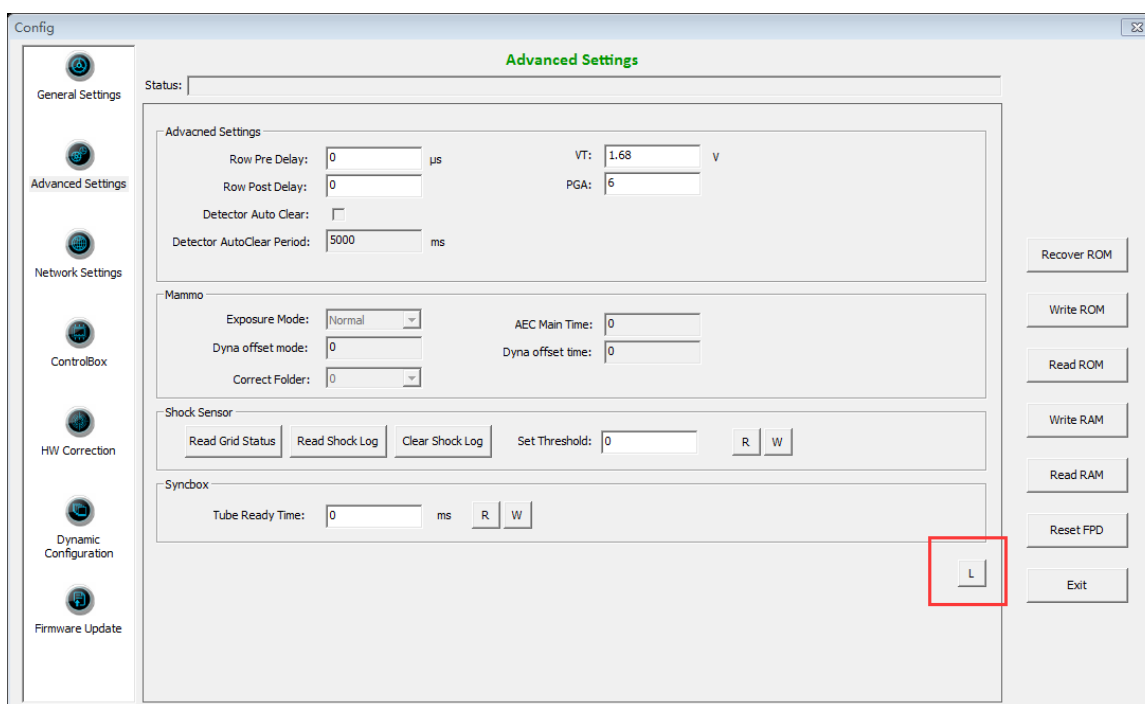 Config
Advanced Settings
General Settings
Advanced Settings
Network Settings
ControlBox
HW Correction
Dynamic
Configuration
Firmware Update
Status:
Advacned Settings
Row Pre Delay: 0 μs VT: 1.68 V
Row Post Delay: 0 PGA: 6
Detector Auto Clear:
Detector AutoClear Period: 5000 ms
Mammo
Exposure Mode: Normal AEC Main Time: 0
Dyna offset mode: 0 Dyna offset time: 0
Correct Folder: 0
Shock Sensor
Read Grid Status Read Shock Log Clear Shock Log Set Threshold: 0 R W
Syncbox
Tube Ready Time: 0 ms R W
L
Recover ROM
Write ROM
Read ROM
Write RAM
Read RAM
Reset FPD
Exit